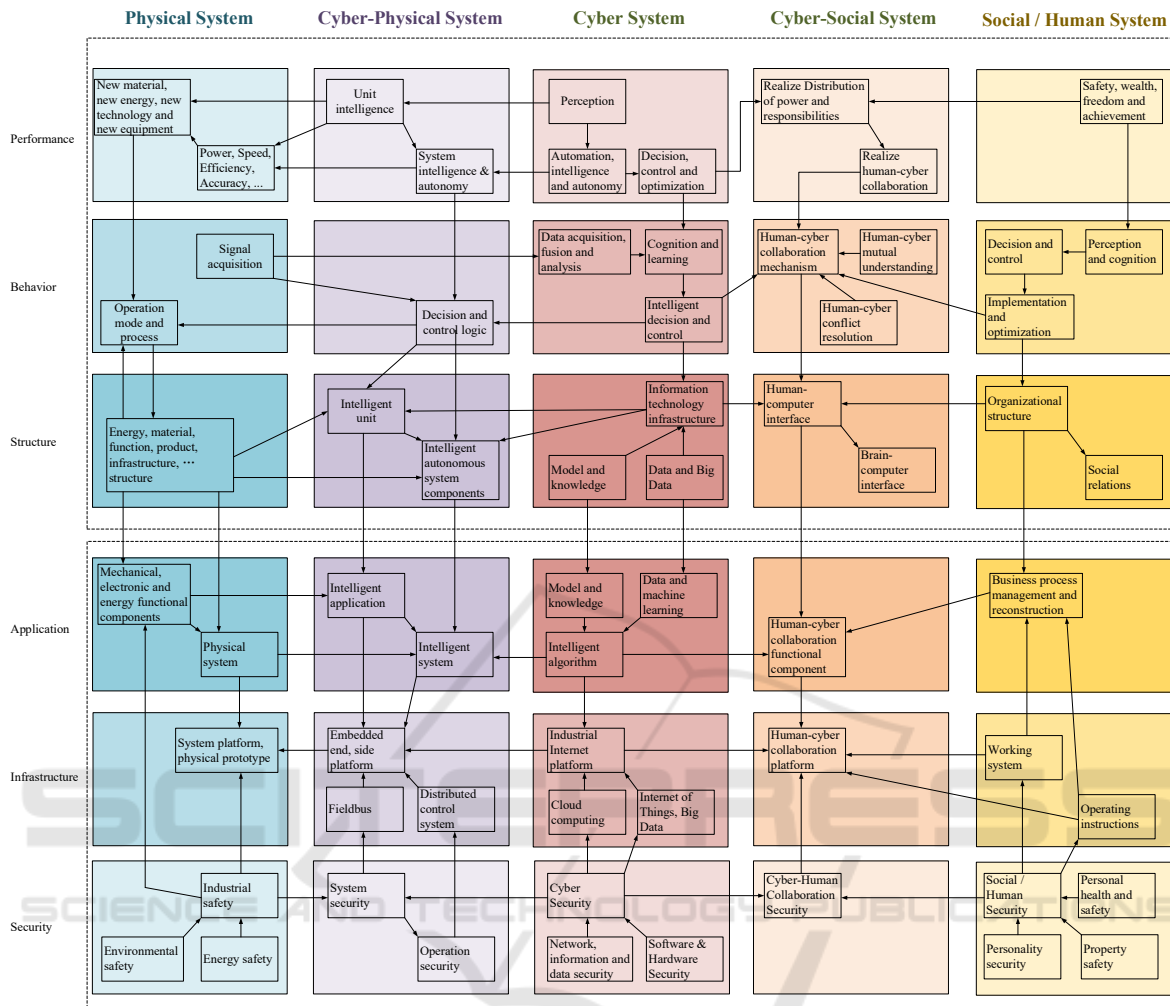 Physical System
Cyber-Physical System
Cyber System
Cyber-Social System
Social / Human System
Performance
New material,
new energy, new
technology and
new equipment
Power, Speed,
Efficiency,
Accuracy, ...
Unit
intelligence
System
intelligence &
autonomy
Perception
Automation,
intelligence
and autonomy
Decision,
control and
optimization
Realize Distribution
of power and
responsibilities
Realize
human-cyber
collaboration
Safety, wealth,
freedom and
achievement
Behavior
Signal
acquisition
Operation
mode and
process
Decision and
control logic
Data acquisition,
fusion and
analysis
Cognition and
learning
Intelligent
decision and
control
Human-cyber
collaboration
mechanism
Human-cyber
mutual
understanding
Human-cyber
conflict
resolution
Decision and
control
Perception
and cognition
Implementation
and
optimization
Structure
Energy, material,
function, product,
infrastructure, ···
structure
Intelligent
unit
Intelligent
autonomous
system
components
Information
technology
infrastructure
Model and
knowledge
Data and Big
Data
Human-
computer
interface
Brain-
computer
interface
Organizational
structure
Social
relations
Application
Mechanical,
electronic and
energy functional
components
Physical
system
Intelligent
application
Intelligent
system
Model and
knowledge
Data and
machine
learning
Intelligent
algorithm
Human-cyber
collaboration
functional
component
Business process
management and
reconstruction
Infrastructure
System platform,
physical prototype
Embedded
end, side
platform
Fieldbus
Distributed
control
system
Industrial
Internet
platform
Cloud
computing
Internet of
Things, Big
Data
Human-cyber
collaboration
platform
Working
system
Operating
instructions
SCITEPRESS
Security
Industrial
safety
Environmental
safety
Energy safety
System
security
Operation
security
Cyber
Security
Network,
information and
data security
Software &
Hardware
Security
Cyber-Human
Collaboration
Security
Social /
Human
Security
Personal
health and
safety
Personality
security
Property
safety
SCIENCE AND TECHNOLOGY PUBLICATIONS